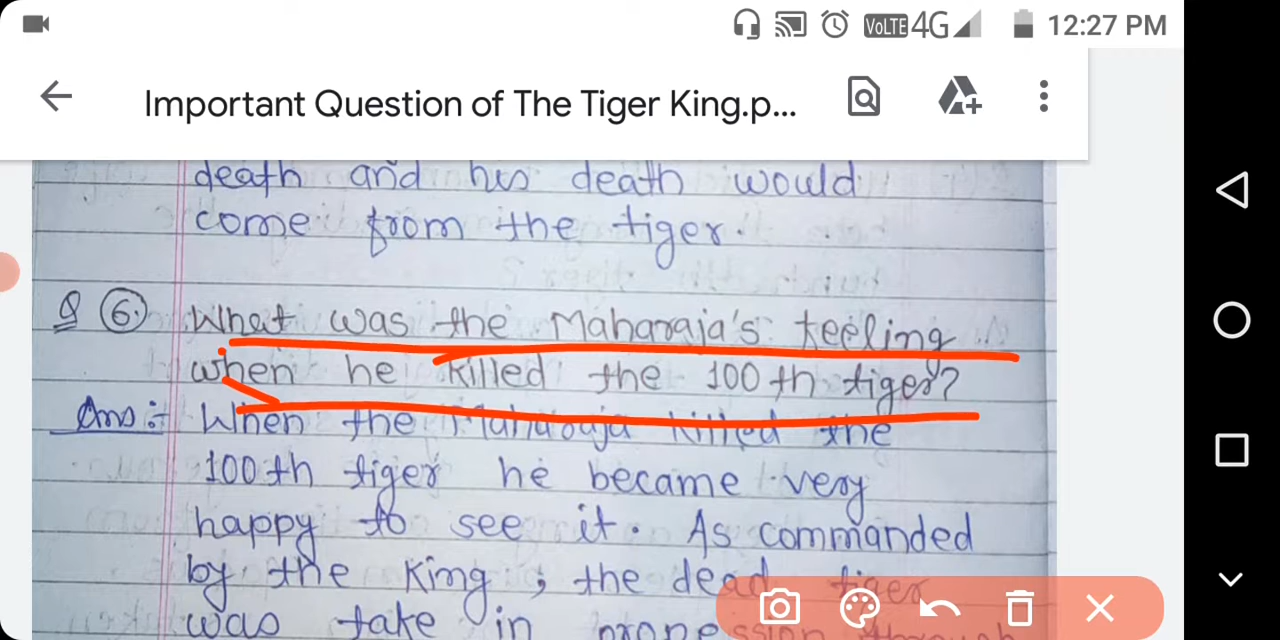 VoLTE 4G 12:27 PM
Important Question of The Tiger King.p...
death and his death would
come from the tiger.
Q 6. What was the Maharaja's feeling
when he killed the 100th tiger?
Ans :- When the Maharaja killed the
100th tiger he became very
happy to see it. As commanded
by the King, the dead tiger
was take in